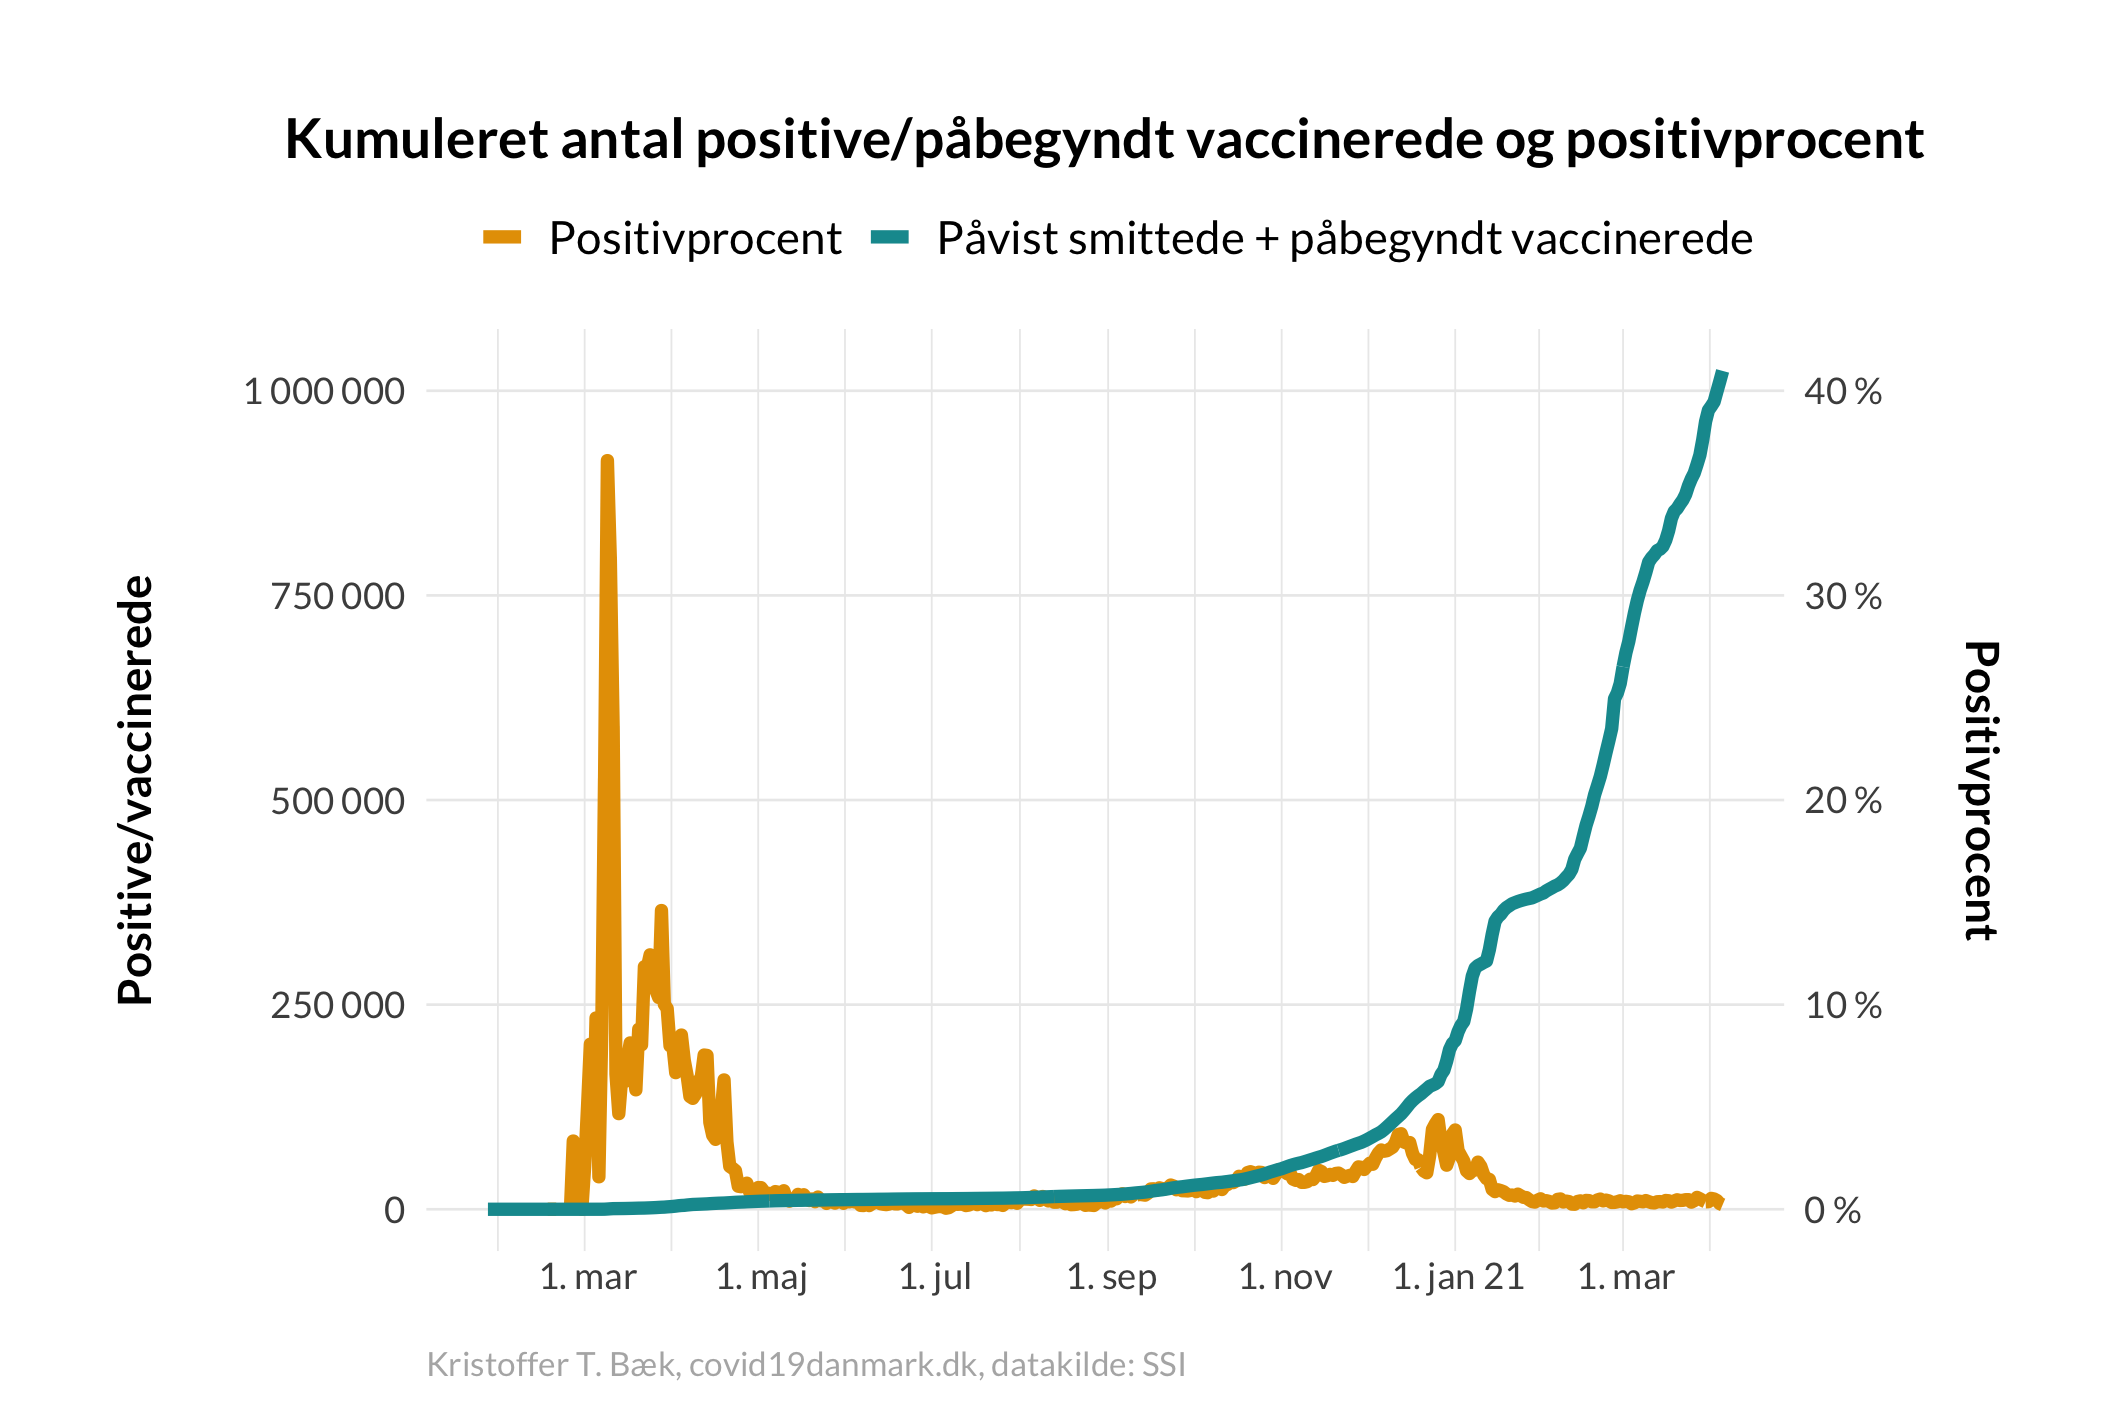 Kumuleret antal positive/påbegyndt vaccinerede og positivprocent
Positivprocent
Påvist smittede + påbegyndt vaccinerede
Positive/vaccinerede
1 000 000
750 000
500 000
250 000
0
40 %
30 %
20 %
10 %
0 %
Positivprocent
1. mar
1. maj
1. jul
1. sep
1. nov
1. jan 21
1. mar
Kristoffer T. Bæk, covid19danmark.dk, datakilde: SSI